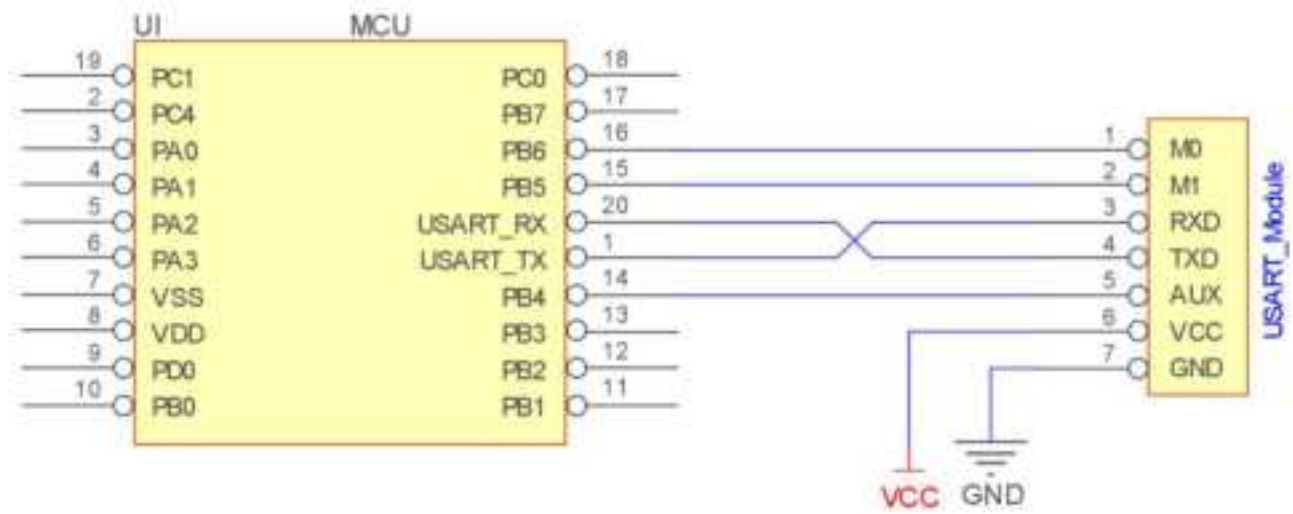 UI MCU
19 PC1 PC0 18
2 PC4 PB7 17
3 PA0 PB6 16 1 M0
4 PA1 PB5 15 2 M1
5 PA2 USART_RX 20 3 RXD
6 PA3 USART_TX 1 4 TXD
7 VSS PB4 14 5 AUX
8 VDD PB3 13 6 VCC
9 PD0 PB2 12 7 GND
10 PB0 PB1 11
USART_Module
VCC GND